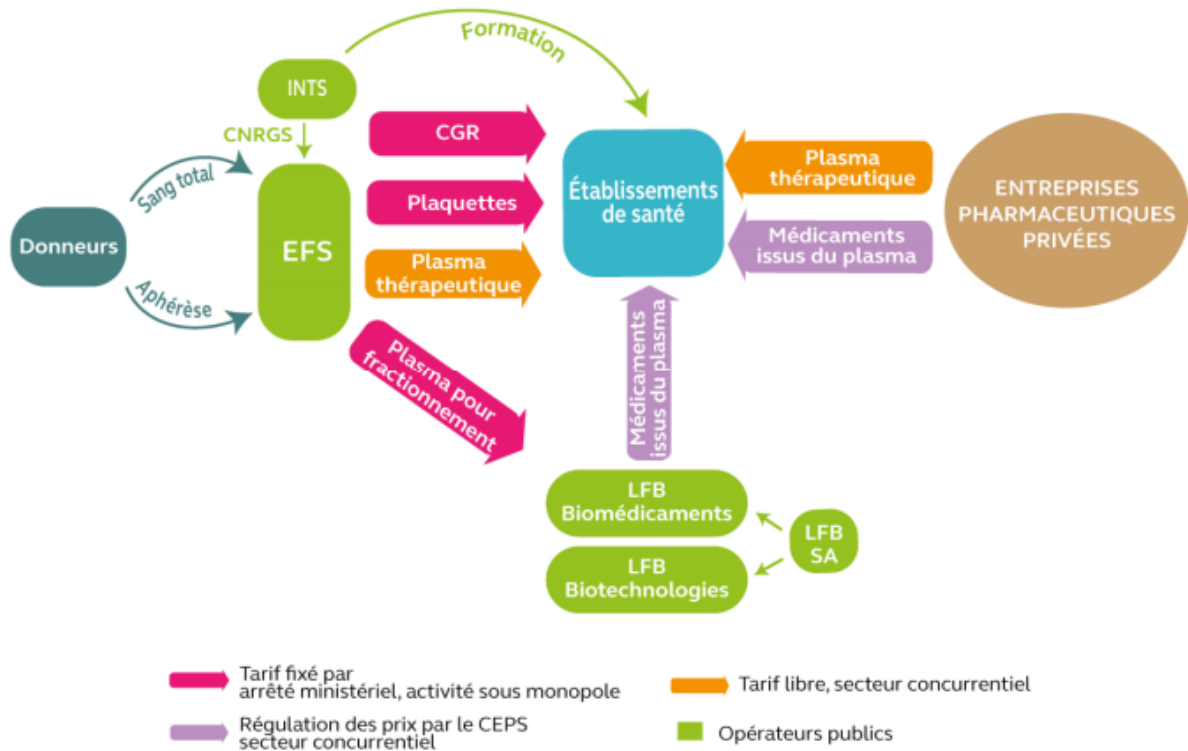 Formation
INTS
CNRGS
Sang total
Donneurs
Aphérèse
EFS
CGR
Plaquettes
Plasma
thérapeutique
Plasma pour
fractionnement
Établissements
de santé
Plasma
thérapeutique
Médicaments
issus du plasma
ENTREPRISES
PHARMACEUTIQUES
PRIVÉES
Médicaments
issus du plasma
LFB
Biomédicaments
LFB
Biotechnologies
LFB
SA
Tarif fixé par
arrêté ministériel, activité sous monopole
Tarif libre, secteur concurrentiel
Régulation des prix par le CEPS
secteur concurrentiel
Opérateurs publics